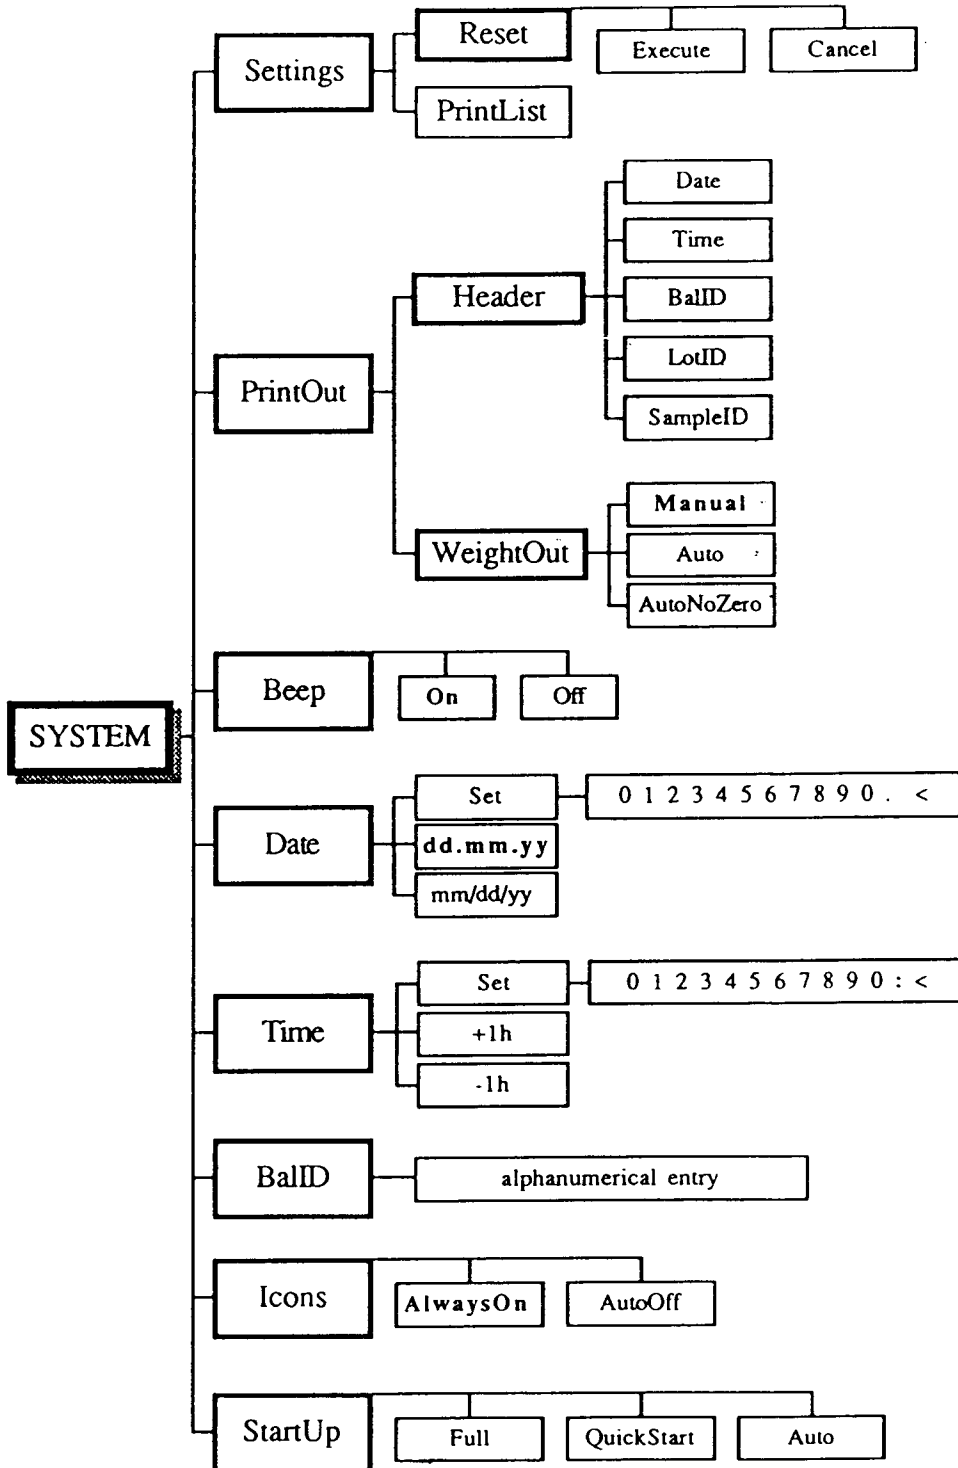 Reset
Execute
Cancel
Settings
PrintList
Date
Time
Header
BalID
LotID
PrintOut
SampleID
Manual
WeightOut
Auto
AutoNoZero
Beep
On
Off
SYSTEM
Set
0 1 2 3 4 5 6 7 8 9 0 . <
Date
dd.mm.yy
mm/dd/yy
Set
0 1 2 3 4 5 6 7 8 9 0 : <
Time
+1h
-1h
BalID
alphanumerical entry
Icons
AlwaysOn
AutoOff
StartUp
Full
QuickStart
Auto